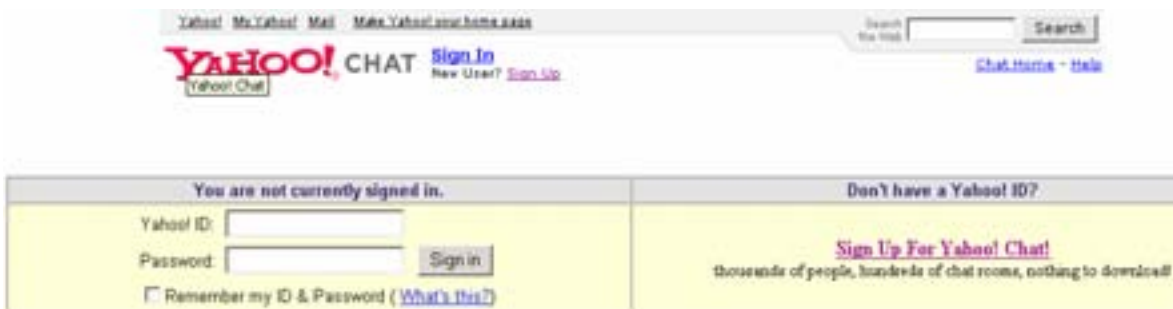 Yahoo! My Yahoo! Mail Make Yahoo! your home page
Search the Web
Search
YAHOO! CHAT
Sign In
New User? Sign Up
Yahoo! Chat
Chat Home - Help
You are not currently signed in.
Yahoo! ID:
Password:
Sign in
Remember my ID & Password ( What's this?)
Don't have a Yahoo! ID?
Sign Up For Yahoo! Chat!
thousands of people, hundreds of chat rooms, nothing to download!